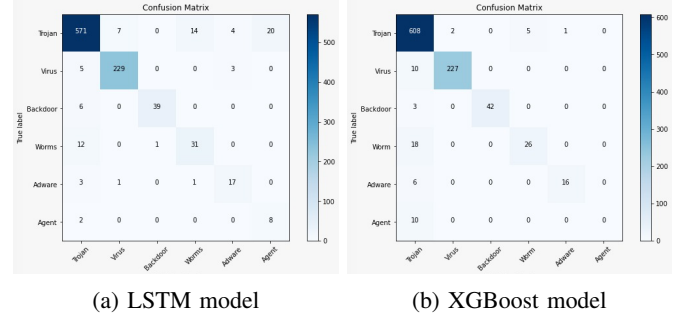 Confusion Matrix
Trojan 571 7 0 14 4 20
Virus 5 229 0 0 3 0
Backdoor 6 0 39 0 0 0
Worms 12 0 1 31 0 0
Adware 3 1 0 1 17 0
Agent 2 0 0 0 0 8
True label
Trojan Virus Backdoor Worms Adware Agent
500
400
300
200
100
0
(a) LSTM model
Confusion Matrix
Trojan 608 2 0 5 1 0
Virus 10 227 0 0 0 0
Backdoor 3 0 42 0 0 0
Worm 18 0 0 26 0 0
Adware 6 0 0 0 16 0
Agent 10 0 0 0 0 0
True label
Trojan Virus Backdoor Worm Adware Agent
600
500
400
300
200
100
0
(b) XGBoost model